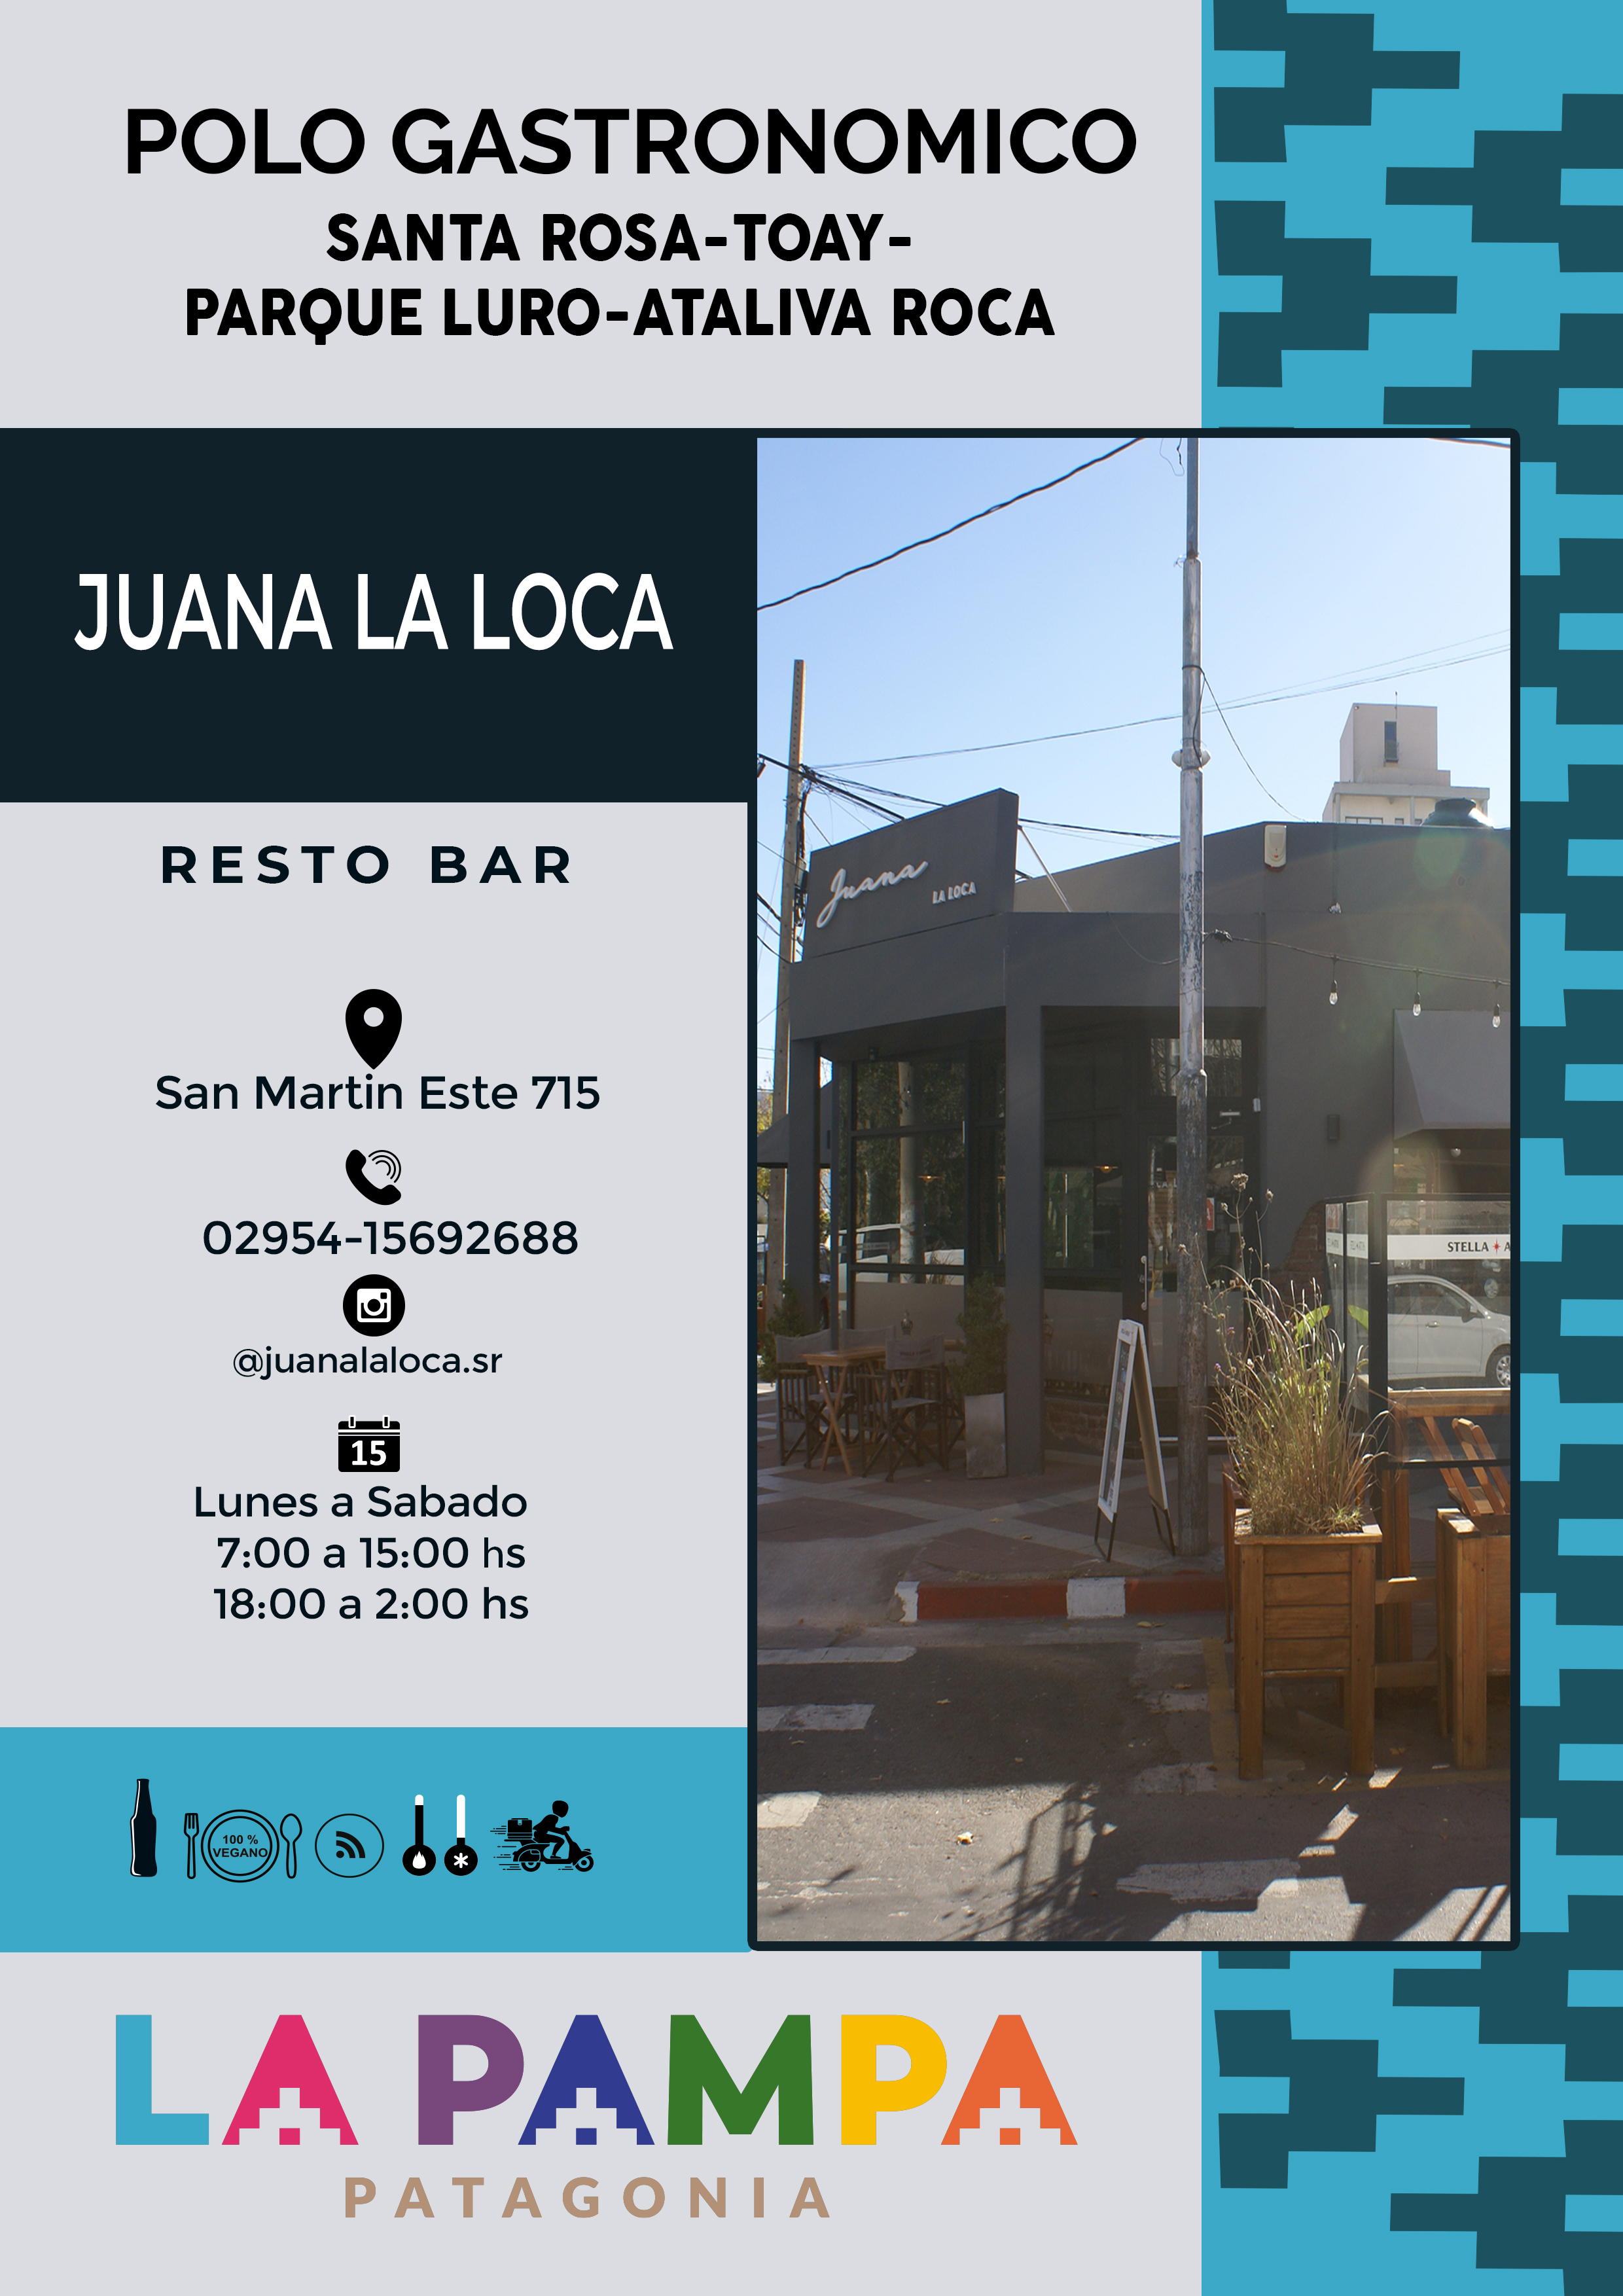 POLO GASTRONOMICO
SANTA ROSA-TOAY-
PARQUE LURO-ATALIVA ROCA
JUANA LA LOCA
RESTO BAR
San Martin Este 715
02954-15692688
@juanalaloca.sr
15
Lunes a Sabado
7:00 a 15:00 hs
18:00 a 2:00 hs
100 %
VEGANO
Juana
LA LOCA
STELLA A
LA PAMPA
PATAGONIA